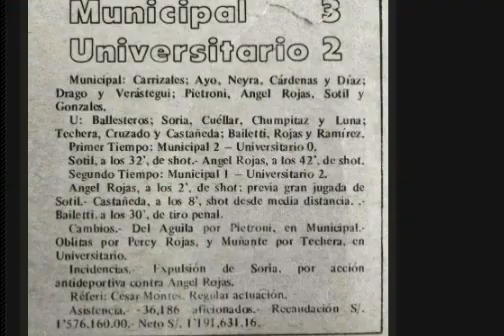 Municipal 3
Universitario 2
Municipal: Carrizales; Ayo, Neyra, Cárdenas y Díaz;
Drago y Verástegui; Pietroni, Angel Rojas, Sotil y
Gonzales.
U: Ballesteros; Soria, Cuéllar, Chumpitaz y Luna;
Techera, Cruzado y Castañeda; Bailetti, Rojas y Ramírez.
Primer Tiempo: Municipal 2 – Universitario 0.
Sotil, a los 32', de shot.- Angel Rojas, a los 42', de shot.
Segundo Tiempo: Municipal 1 – Universitario 2.
Angel Rojas, a los 2', de shot; previa gran jugada de
Sotil.- Castañeda, a los 8', shot desde media distancia. .-
Bailetti, a los 30', de tiro penal.
Cambios.- Del Aguila por Pietroni, en Municipal.-
Oblitas por Percy Rojas, y Muñante por Techera, en
Universitario.
Incidencias.- Expulsión de Soria, por acción
antideportiva contra Angel Rojas.
Réferi: César Montes. Regular actuación.
Asistencia. -36,186 aficionados.- Recaudación S/.
1'576,160.00,- Neto S/. 1'191,631.16.